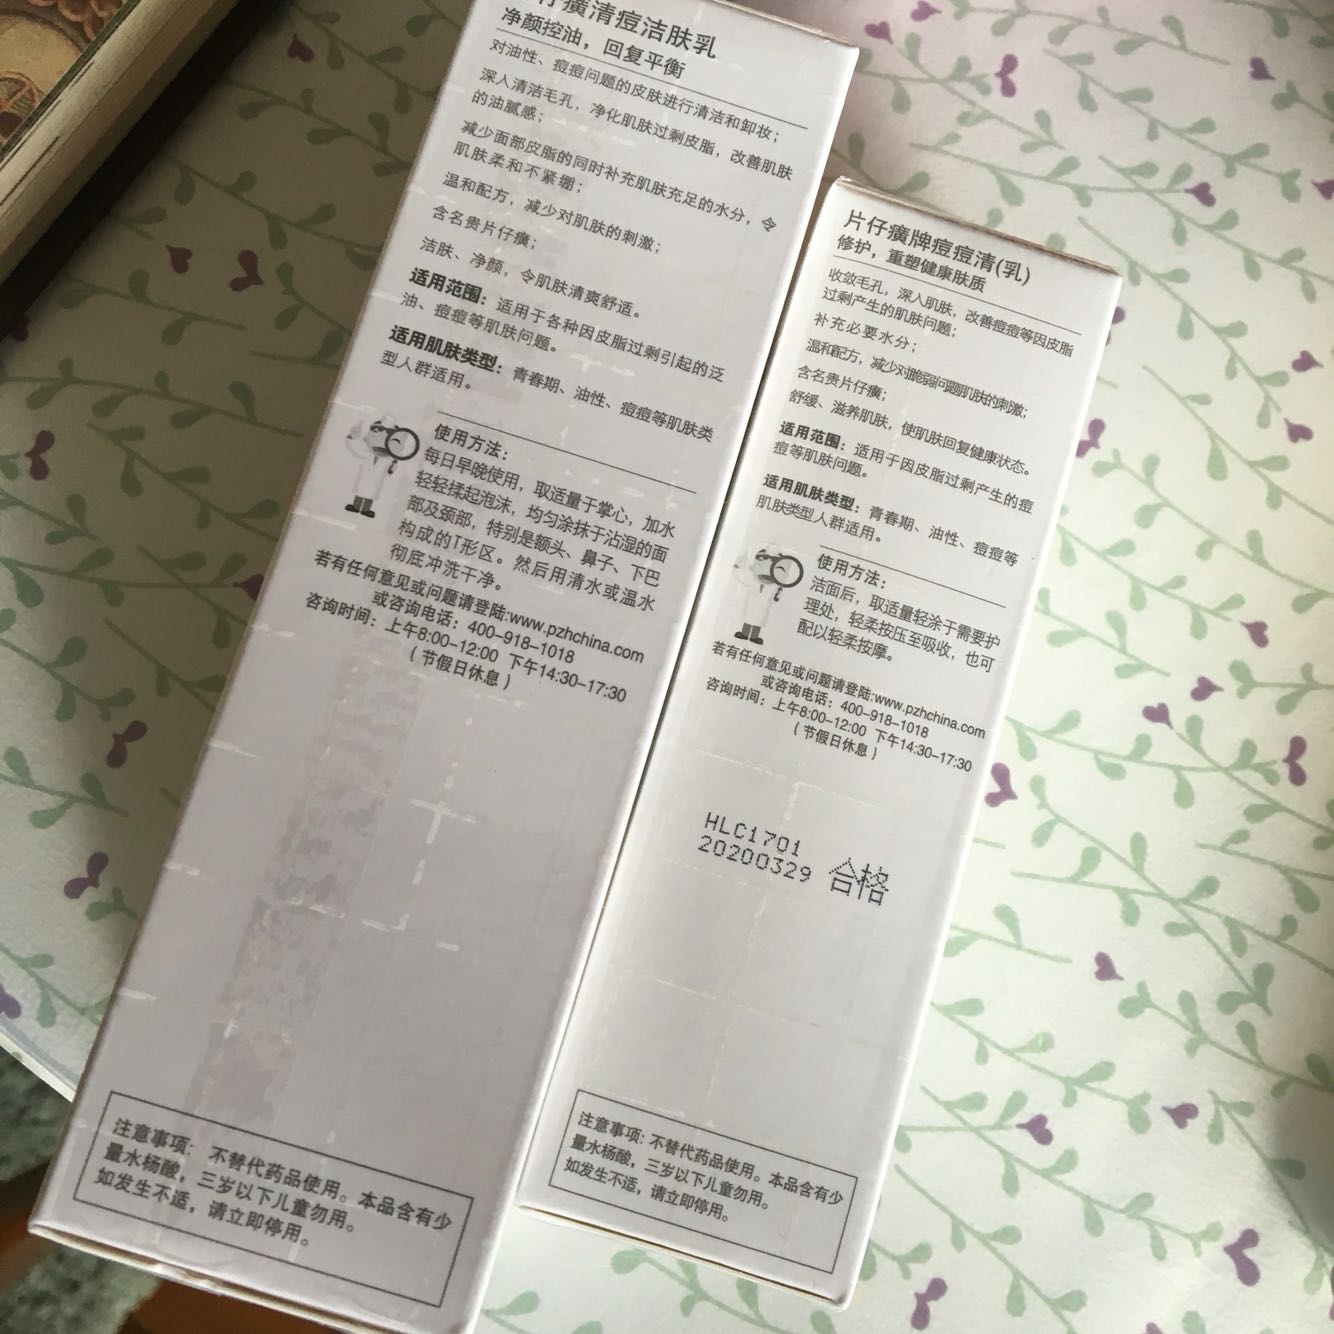 仔癀清痘洁肤乳
净颜控油，回复平衡
对油性、痘痘问题的皮肤进行清洁和卸妆；
深入清洁毛孔，净化肌肤过剩皮脂，改善肌肤
的油腻感；
减少面部皮脂的同时补充肌肤充足的水分，令
肌肤柔和不紧绷；
温和配方，减少对肌肤的刺激；
含名贵片仔癀；
洁肤、净颜，令肌肤清爽舒适。
适用范围：适用于各种因皮脂过剩引起的泛
油、痘痘等肌肤问题。
适用肌肤类型：青春期、油性、痘痘等肌肤类
型人群适用。
使用方法：
每日早晚使用，取适量于掌心，加水
轻轻揉起泡沫，均匀涂抹于沾湿的面
部及颈部，特别是额头、鼻子、下巴
构成的T形区。然后用清水或温水
彻底冲洗干净。
若有任何意见或问题请登陆:www.pzhchina.com
或咨询电话：400-918-1018
咨询时间：上午8:00-12:00 下午14:30-17:30
（节假日休息）
注意事项：不替代药品使用。本品含有少
量水杨酸，三岁以下儿童勿用。
如发生不适，请立即停用。
片仔癀牌痘痘清(乳)
修护，重塑健康肤质
收敛毛孔，深入肌肤，改善痘痘等因皮脂
过剩产生的肌肤问题；
补充必要水分；
温和配方，减少对脆弱问题肌肤的刺激；
含名贵片仔癀；
舒缓、滋养肌肤，使肌肤回复健康状态。
适用范围：适用于因皮脂过剩产生的痘
痘等肌肤问题。
适用肌肤类型：青春期、油性、痘痘等
肌肤类型人群适用。
使用方法：
洁面后，取适量轻涂于需要护
理处，轻柔按压至吸收，也可
配以轻柔按摩。
若有任何意见或问题请登陆:www.pzhchina.com
或咨询电话：400-918-1018
咨询时间：上午8:00-12:00 下午14:30-17:30
（节假日休息）
HLC1701
20200329 合格
注意事项：不替代药品使用。本品含有少
量水杨酸，三岁以下儿童勿用。
如发生不适，请立即停用。